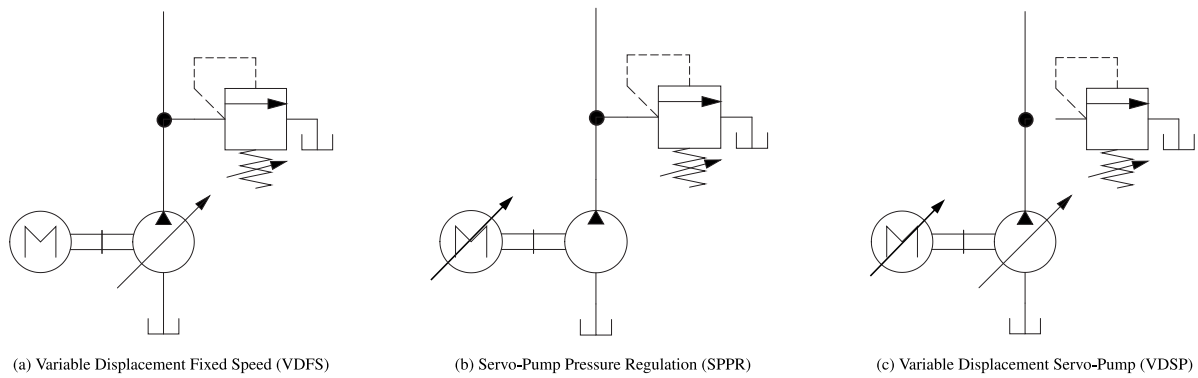 M
M
M
(a) Variable Displacement Fixed Speed (VDFS)
(b) Servo-Pump Pressure Regulation (SPPR)
(c) Variable Displacement Servo-Pump (VDSP)